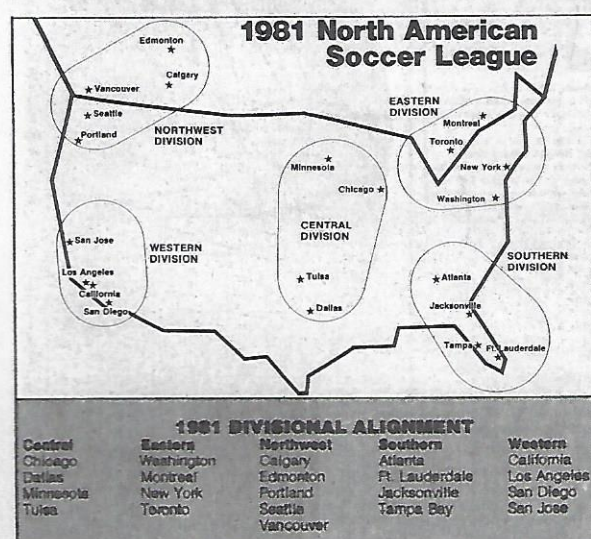 1981 North American
Soccer League
Edmonton
Calgary
Vancouver
Seattle
Portland
NORTHWEST
DIVISION
EASTERN
DIVISION
Montreal
Toronto
New York
Washington
Minnesota
Chicago
CENTRAL
DIVISION
Tulsa
Dallas
San Jose
WESTERN
DIVISION
Los Angeles
California
San Diego
SOUTHERN
DIVISION
Atlanta
Jacksonville
Tampa
Ft. Lauderdale
1981 DIVISIONAL ALIGNMENT
Central Eastern Northwest Southern Western
Chicago Washington Calgary Atlanta California
Dallas Montreal Edmonton Ft. Lauderdale Los Angeles
Minnesota New York Portland Jacksonville San Diego
Tulsa Toronto Seattle Tampa Bay San Jose
Vancouver